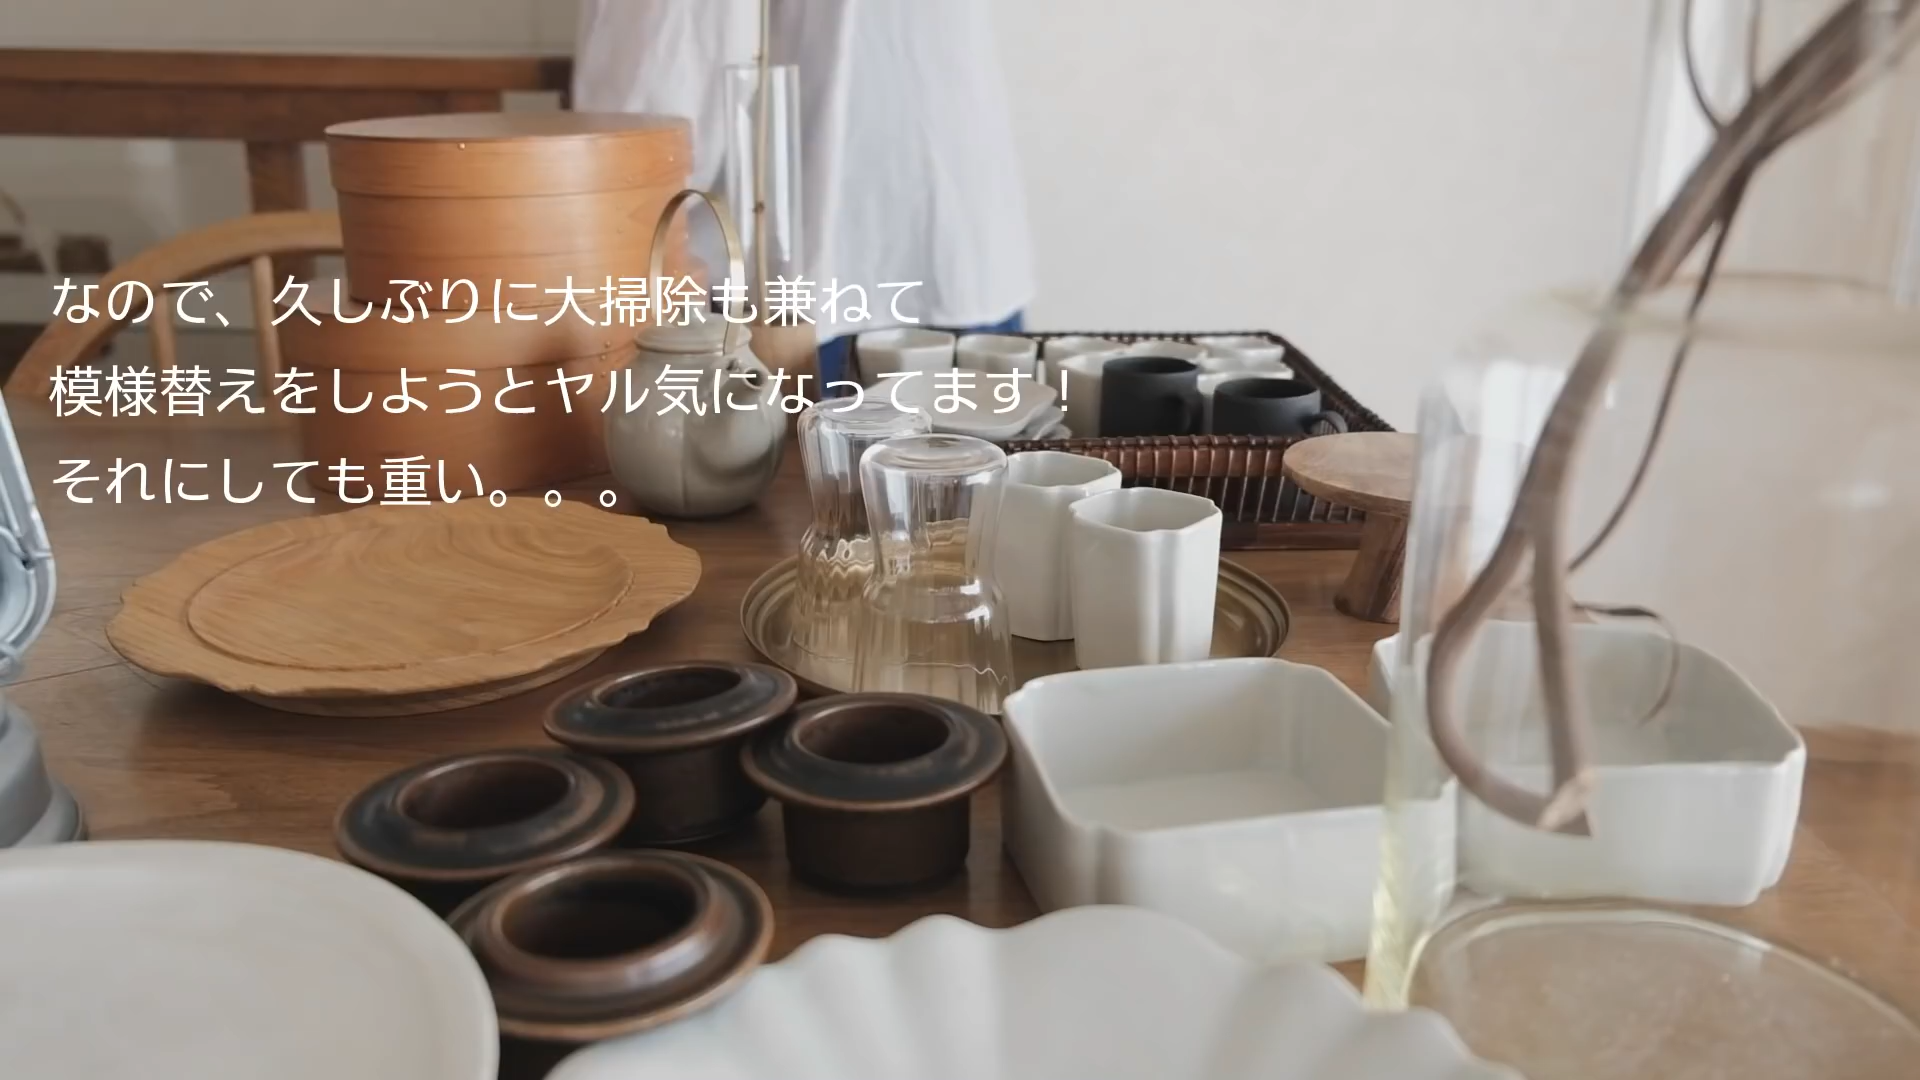 なので、久しぶりに大掃除も兼ねて
模様替えをしようとヤル気になってます！
それにしても重い。。。